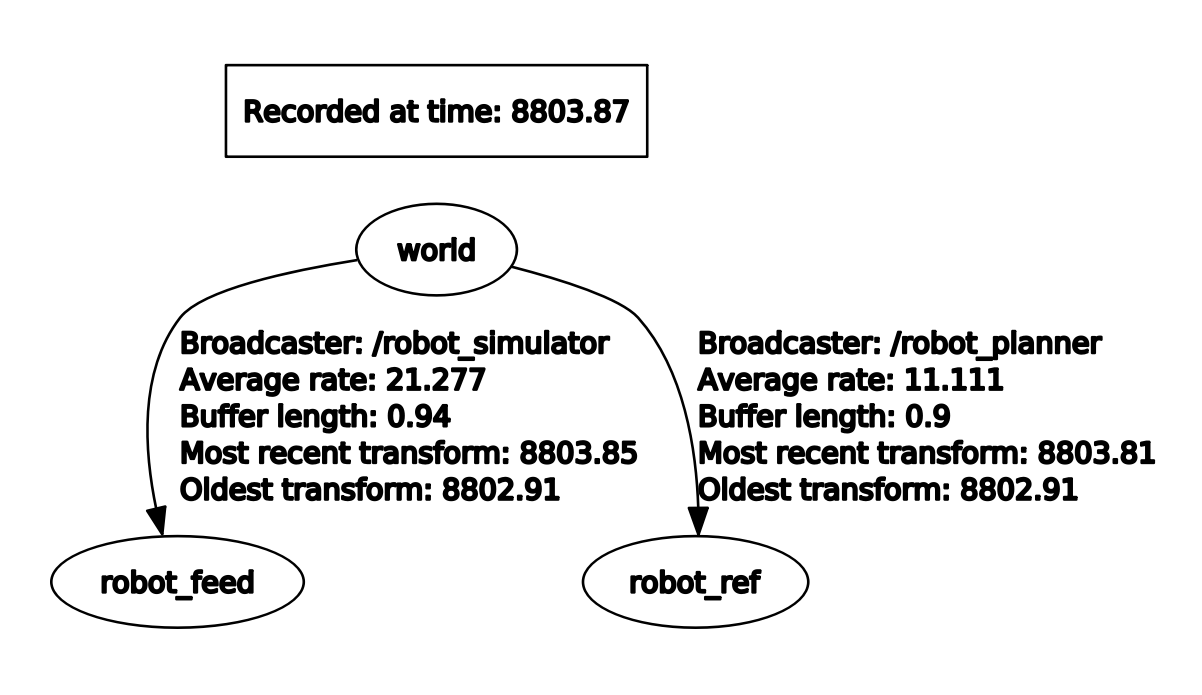 Recorded at time: 8803.87
world
Broadcaster: /robot_simulator
Average rate: 21.277
Buffer length: 0.94
Most recent transform: 8803.85
Oldest transform: 8802.91
Broadcaster: /robot_planner
Average rate: 11.111
Buffer length: 0.9
Most recent transform: 8803.81
Oldest transform: 8802.91
robot_feed
robot_ref